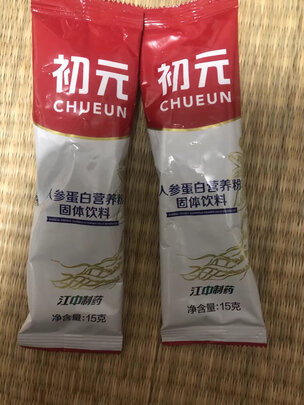 初元
CHUEUN
人参蛋白营养粉
固体饮料
江中制药
净含量:15克
初元
CHUEUN
人参蛋白营养粉
固体饮料
江中制药
净含量:15克